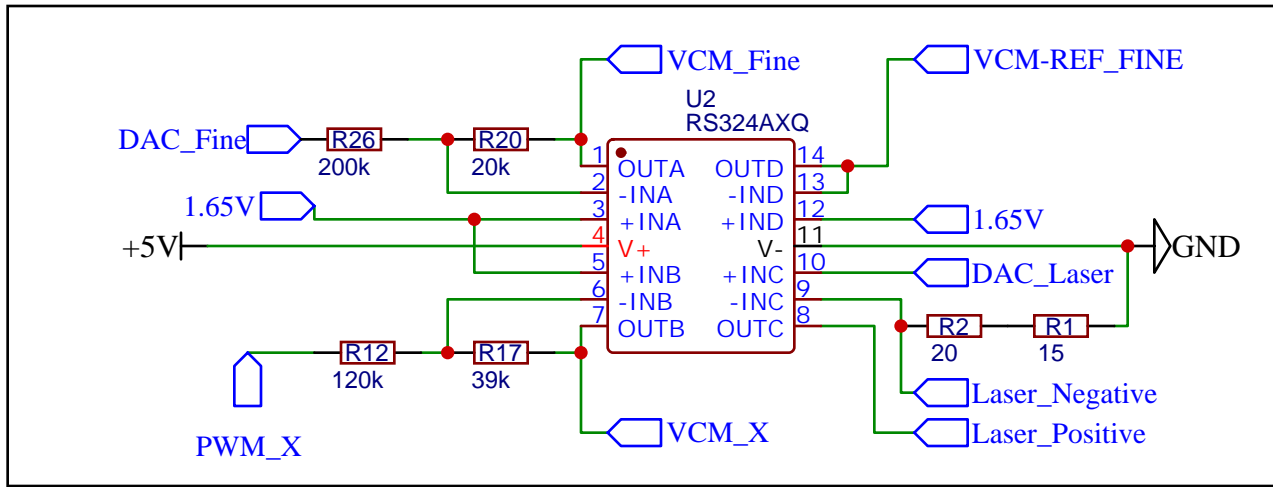 VCM_Fine
VCM-REF_FINE
U2
RS324AXQ
DAC_Fine
R26
R20
200k
20k
1
OUTA
OUTD
14
2
-INA
-IND
13
1.65V
3
+INA
+IND
12
1.65V
+5V
4
V+
V-
11
GND
5
+INB
+INC
10
DAC_Laser
6
-INB
-INC
9
7
OUTB
OUTC
8
R12
R17
R2
R1
120k
39k
20
15
Laser_Negative
PWM_X
VCM_X
Laser_Positive